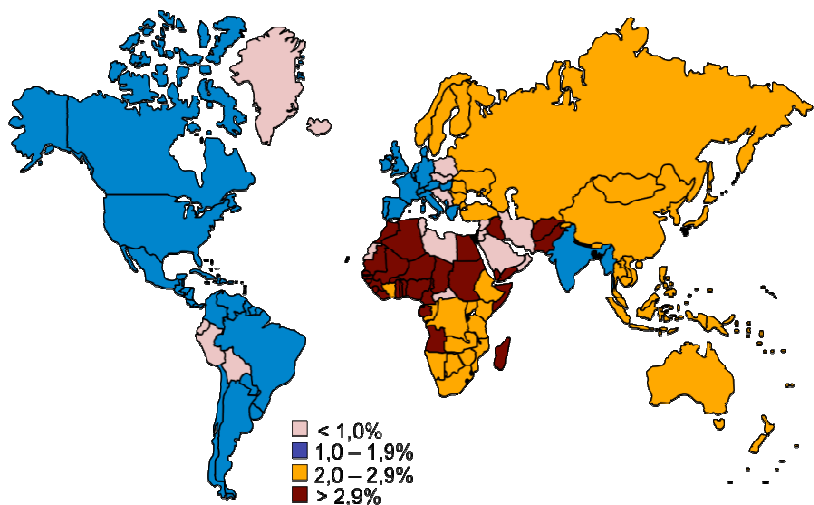 < 1,0%
1,0 – 1,9%
2,0 – 2,9%
> 2,9%